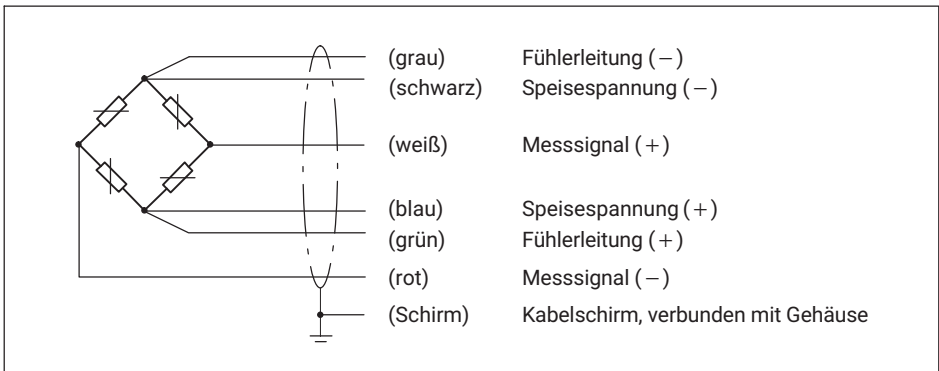 (grau) Fühlerleitung (−)
(schwarz) Speisespannung (−)
(weiß) Messsignal (+)
(blau) Speisespannung (+)
(grün) Fühlerleitung (+)
(rot) Messsignal (−)
(Schirm) Kabelschirm, verbunden mit Gehäuse